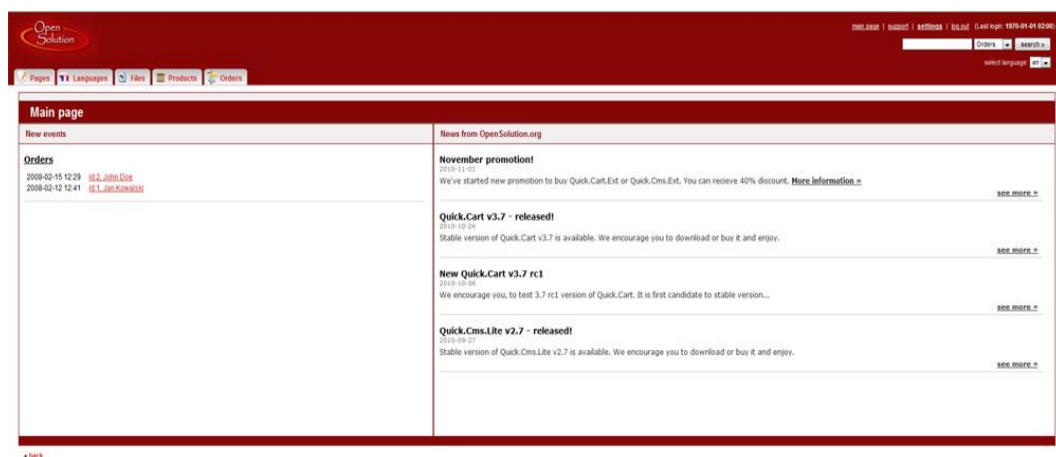 Open
Solution
main page | support | settings | log out (Last login: 1970-01-01 02:00)
Orders search »
select language: en
Pages Languages Files Products Orders
Main page
New events
News from OpenSolution.org
Orders
2008-02-15 12:29 Id 2, John Doe
2008-02-12 12:41 Id 1, Jan Kowalski
November promotion!
2010-11-01
We've started new promotion to buy Quick.Cart.Ext or Quick.Cms.Ext. You can recieve 40% discount. More information »
see more »
Quick.Cart v3.7 - released!
2010-10-26
Stable version of Quick.Cart v3.7 is available. We encourage you to download or buy it and enjoy.
see more »
New Quick.Cart v3.7 rc1
2010-10-06
We encourage you, to test 3.7 rc1 version of Quick.Cart. It is first candidate to stable version...
see more »
Quick.Cms.Lite v2.7 - released!
2010-09-27
Stable version of Quick.Cms.Lite v2.7 is available. We encourage you to download or buy it and enjoy.
see more »
« back